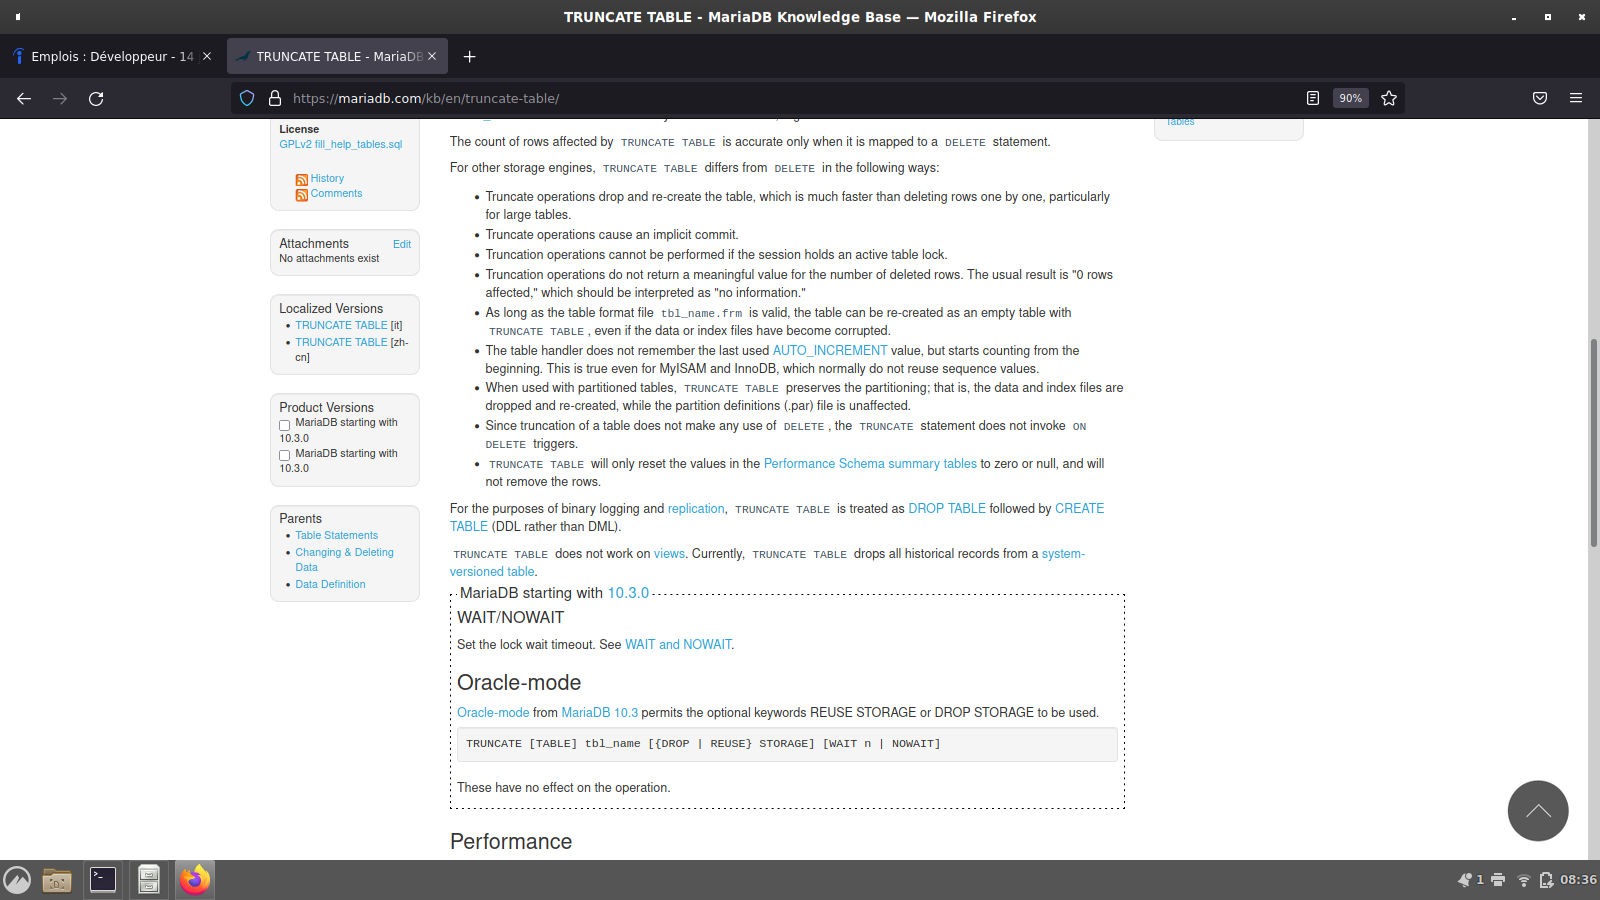 TRUNCATE TABLE - MariaDB Knowledge Base — Mozilla Firefox
Emplois : Développeur - 14
TRUNCATE TABLE - MariaDB
https://mariadb.com/kb/en/truncate-table/
90%
License
GPLv2 fill_help_tables.sql
History
Comments
Attachments
Edit
No attachments exist
Localized Versions
TRUNCATE TABLE [it]
TRUNCATE TABLE [zh-
cn]
Product Versions
MariaDB starting with
10.3.0
MariaDB starting with
10.3.0
Parents
Table Statements
Changing & Deleting
Data
Data Definition
The count of rows affected by TRUNCATE TABLE is accurate only when it is mapped to a DELETE statement.
For other storage engines, TRUNCATE TABLE differs from DELETE in the following ways:
• Truncate operations drop and re-create the table, which is much faster than deleting rows one by one, particularly
for large tables.
• Truncate operations cause an implicit commit.
• Truncation operations cannot be performed if the session holds an active table lock.
• Truncation operations do not return a meaningful value for the number of deleted rows. The usual result is "0 rows
affected," which should be interpreted as "no information."
• As long as the table format file tbl_name.frm is valid, the table can be re-created as an empty table with
TRUNCATE TABLE , even if the data or index files have become corrupted.
• The table handler does not remember the last used AUTO_INCREMENT value, but starts counting from the
beginning. This is true even for MyISAM and InnoDB, which normally do not reuse sequence values.
• When used with partitioned tables, TRUNCATE TABLE preserves the partitioning; that is, the data and index files are
dropped and re-created, while the partition definitions (.par) file is unaffected.
• Since truncation of a table does not make any use of DELETE , the TRUNCATE statement does not invoke ON
DELETE triggers.
• TRUNCATE TABLE will only reset the values in the Performance Schema summary tables to zero or null, and will
not remove the rows.
For the purposes of binary logging and replication, TRUNCATE TABLE is treated as DROP TABLE followed by CREATE
TABLE (DDL rather than DML).
TRUNCATE TABLE does not work on views. Currently, TRUNCATE TABLE drops all historical records from a system-
versioned table.
MariaDB starting with 10.3.0
WAIT/NOWAIT
Set the lock wait timeout. See WAIT and NOWAIT.
Oracle-mode
Oracle-mode from MariaDB 10.3 permits the optional keywords REUSE STORAGE or DROP STORAGE to be used.
TRUNCATE [TABLE] tbl_name [{DROP | REUSE} STORAGE] [WAIT n | NOWAIT]
These have no effect on the operation.
Performance
Tables
1
08:36